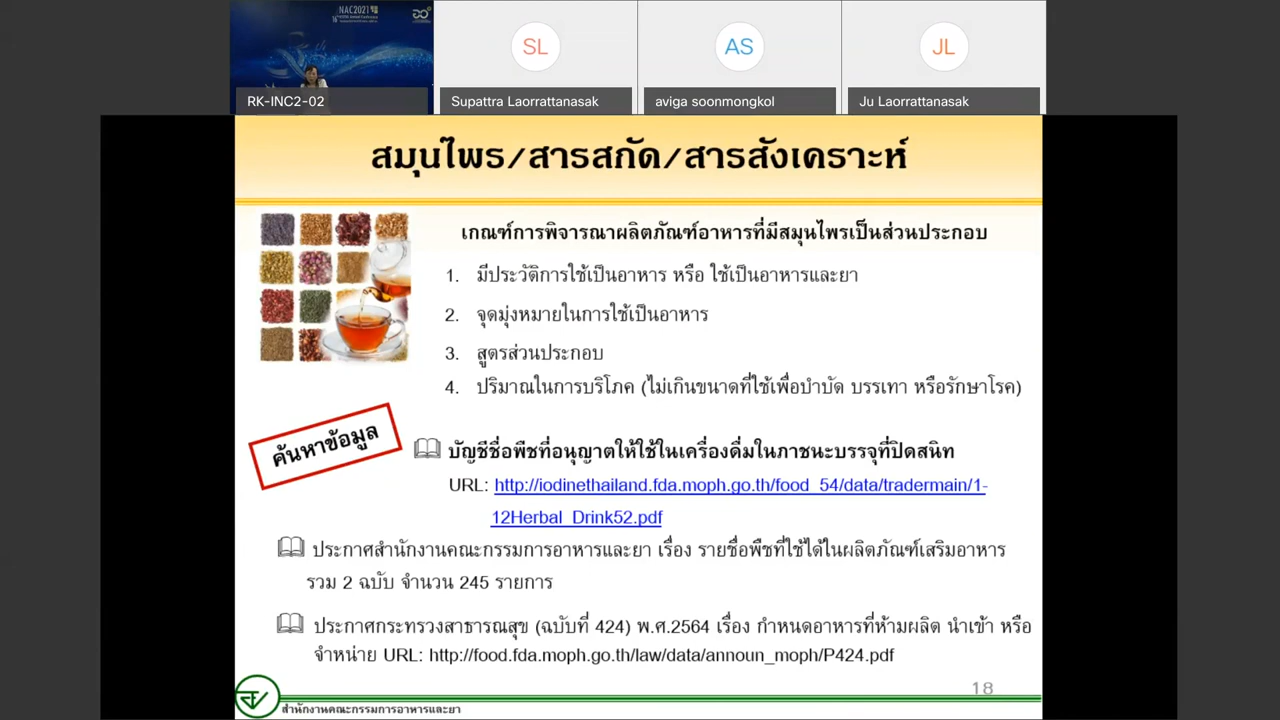 NAC2021
RK-INC2-02
SL
Supattra Laorrattanasak
AS
aviga soonmongkol
JL
Ju Laorrattanasak
สมุนไพร/สารสกัด/สารสังเคราะห์
เกณฑ์การพิจารณาผลิตภัณฑ์อาหารที่มีสมุนไพรเป็นส่วนประกอบ
1. มีประวัติการใช้เป็นอาหาร หรือ ใช้เป็นอาหารและยา
2. จุดมุ่งหมายในการใช้เป็นอาหาร
3. สูตรส่วนประกอบ
4. ปริมาณในการบริโภค (ไม่เกินขนาดที่ใช้เพื่อบำบัด บรรเทา หรือรักษาโรค)
ค้นหาข้อมูล
บัญชีชื่อพืชที่อนุญาตให้ใช้ในเครื่องดื่มในภาชนะบรรจุที่ปิดสนิท
URL: http://iodinethailand.fda.moph.go.th/food_54/data/tradermain/1-
12Herbal_Drink52.pdf
ประกาศสำนักงานคณะกรรมการอาหารและยา เรื่อง รายชื่อพืชที่ใช้ได้ในผลิตภัณฑ์เสริมอาหาร
รวม 2 ฉบับ จำนวน 245 รายการ
ประกาศกระทรวงสาธารณสุข (ฉบับที่ 424) พ.ศ.2564 เรื่อง กำหนดอาหารที่ห้ามผลิต นำเข้า หรือ
จำหน่าย URL: http://food.fda.moph.go.th/law/data/announ_moph/P424.pdf
18
สำนักงานคณะกรรมการอาหารและยา